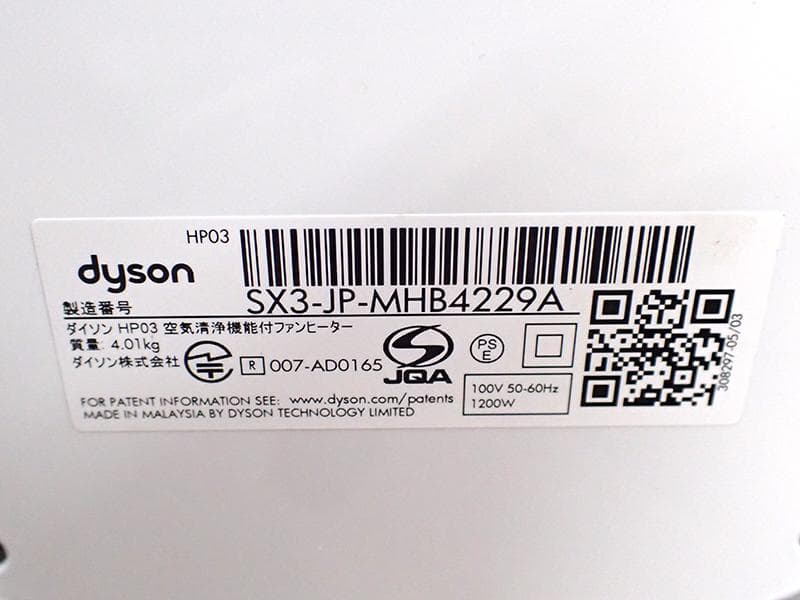 HP03
dyson
製造番号 SX3-JP-MHB4229A
ダイソン HP03 空気清浄機能付ファンヒーター
質量: 4.01kg
ダイソン株式会社
R 007-AD0165
JQA
PS
E
100V 50-60Hz
1200W
308297-05/03
FOR PATENT INFORMATION SEE: www.dyson.com/patents
MADE IN MALAYSIA BY DYSON TECHNOLOGY LIMITED